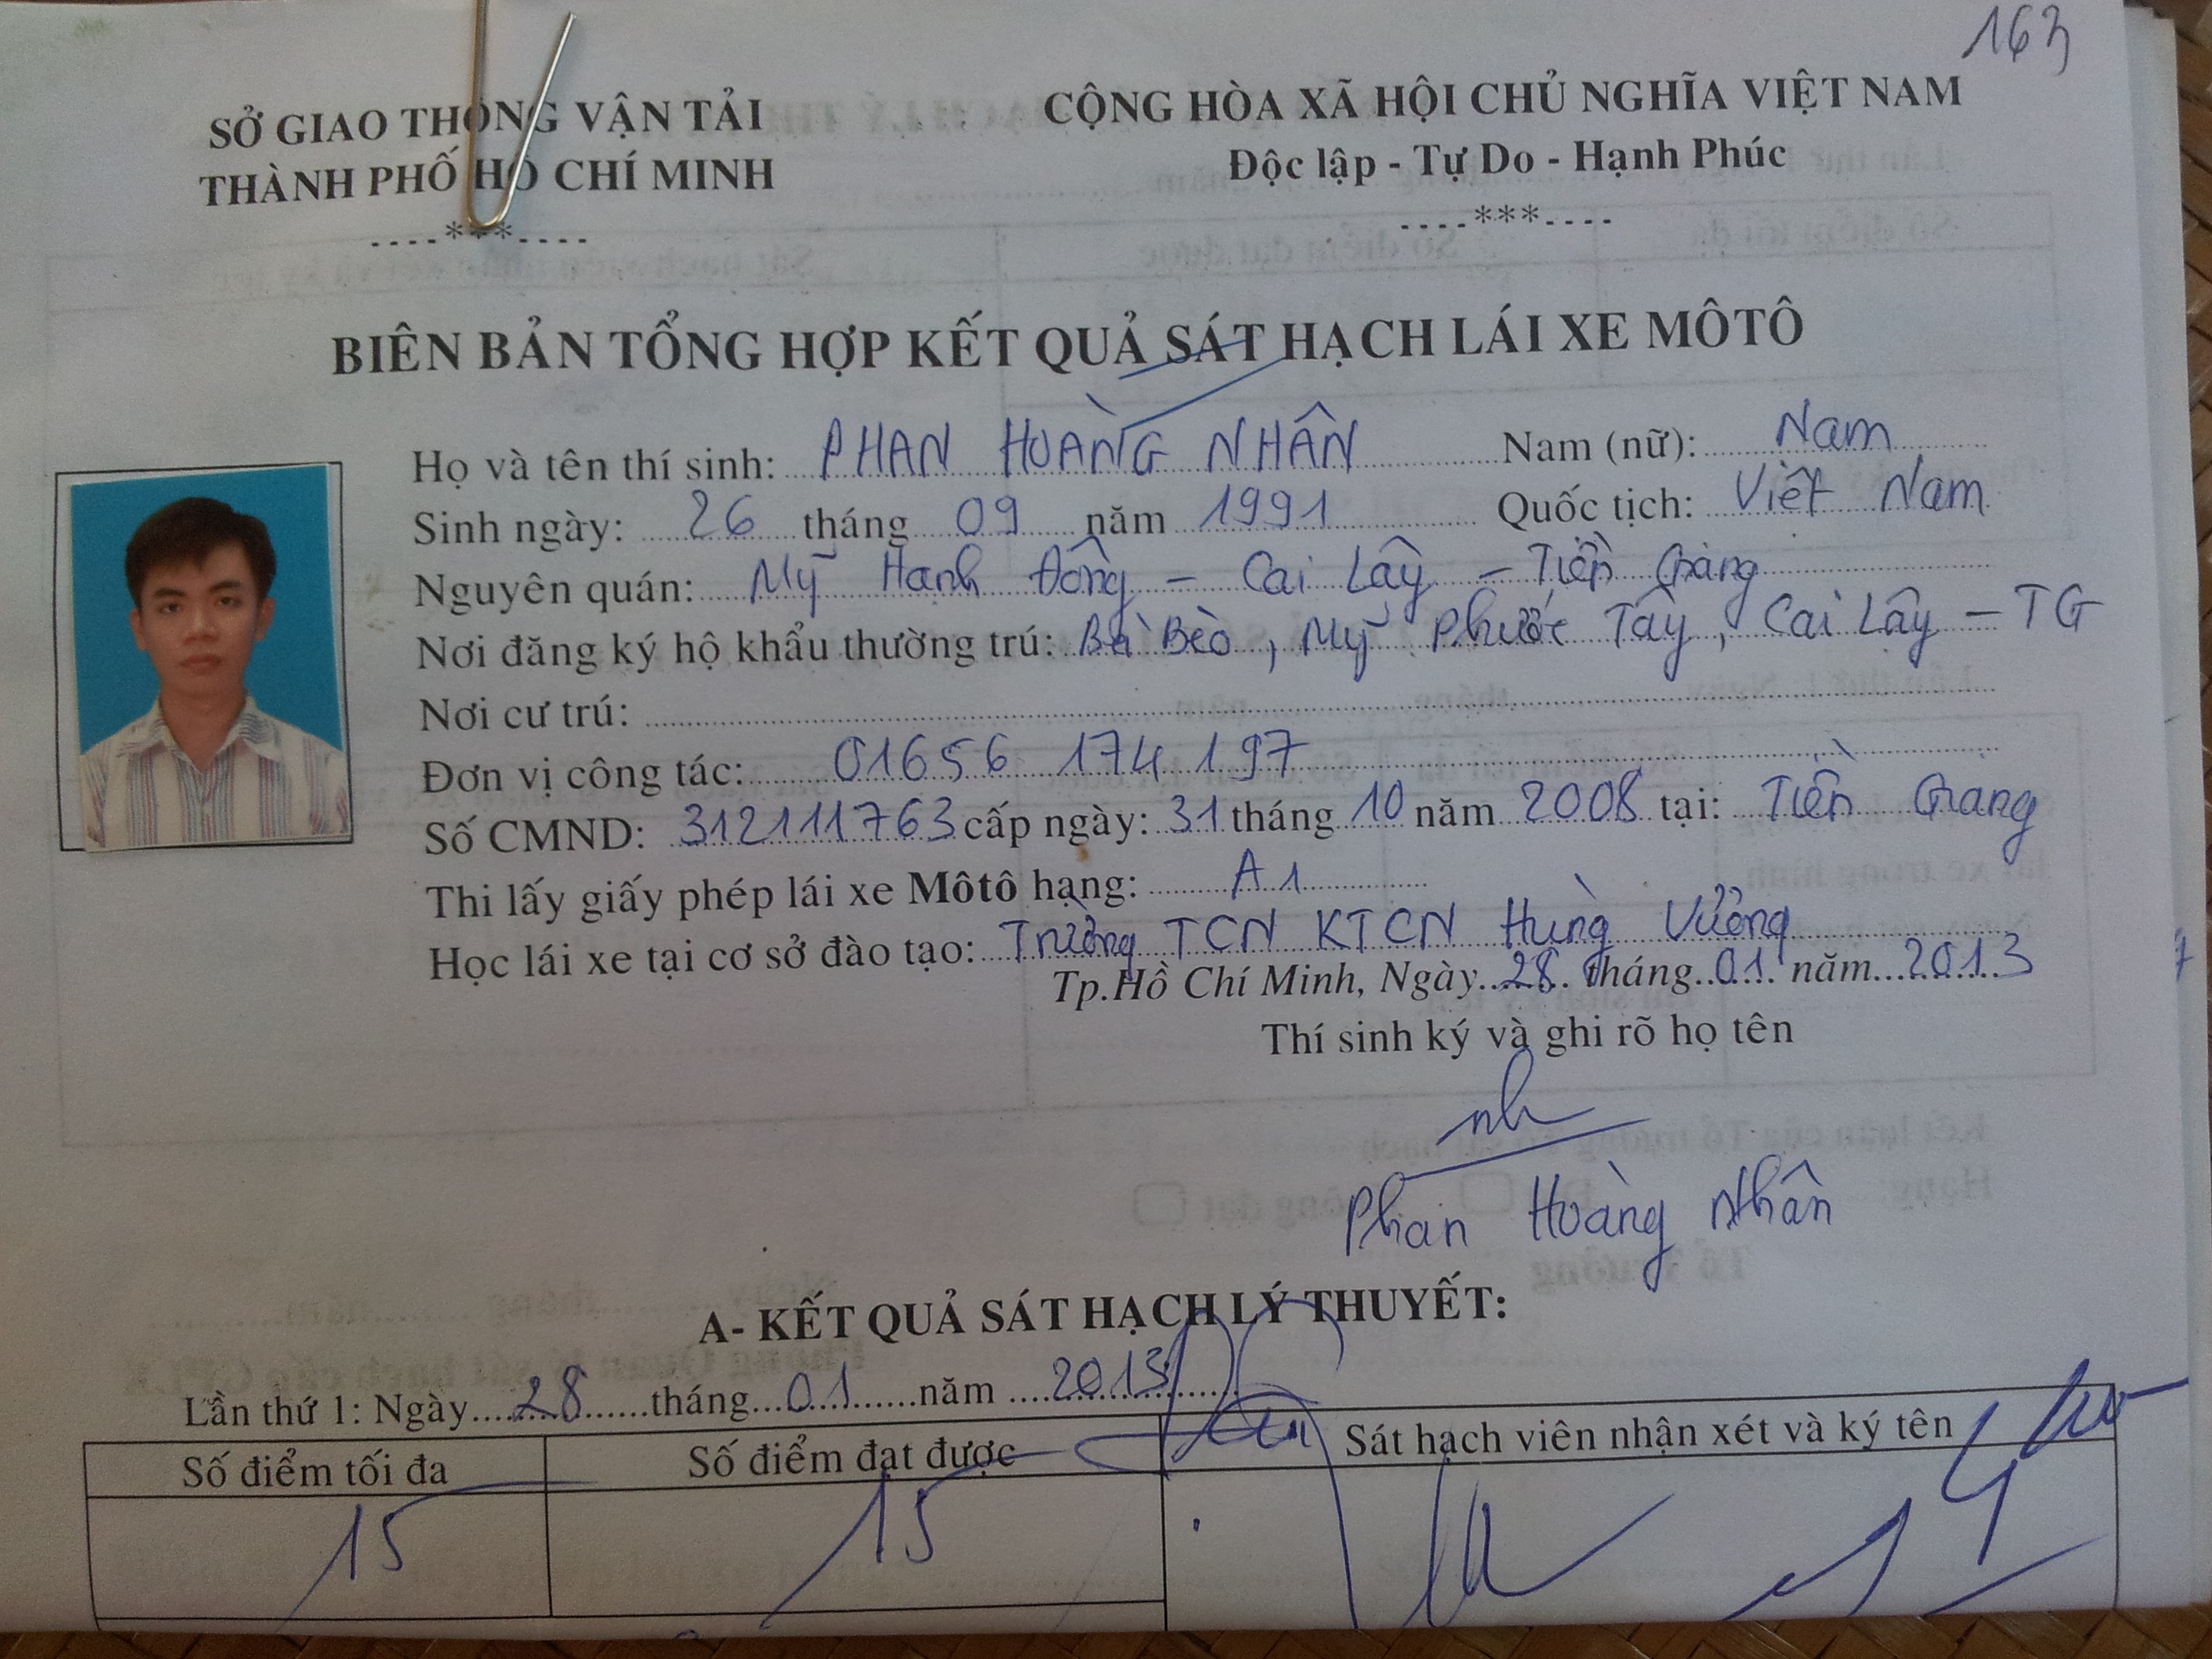 163
SỞ GIAO THÔNG VẬN TẢI
THÀNH PHỐ HỒ CHÍ MINH
----***----
CỘNG HÒA XÃ HỘI CHỦ NGHĨA VIỆT NAM
Độc lập - Tự Do - Hạnh Phúc
----***----
BIÊN BẢN TỔNG HỢP KẾT QUẢ SÁT HẠCH LÁI XE MÔTÔ
Họ và tên thí sinh: PHAN HOÀNG NHÂN Nam (nữ): Nam
Sinh ngày: 26 tháng 09 năm 1991 Quốc tịch: Việt Nam
Nguyên quán: Mỹ Hạnh Đông - Cai Lậy - Tiền Giang
Nơi đăng ký hộ khẩu thường trú: Bà Bèo, Mỹ Phước Tây, Cai Lậy - TG
Nơi cư trú:
Đơn vị công tác: 01656 174 197
Số CMND: 312111763 cấp ngày: 31 tháng 10 năm 2008 tại: Tiền Giang
Thi lấy giấy phép lái xe Môtô hạng: A1
Học lái xe tại cơ sở đào tạo: Trường TCN KTCN Hùng Vương
Tp.Hồ Chí Minh, Ngày 28 tháng 01 năm 2013
Thí sinh ký và ghi rõ họ tên
Phan Hoàng Nhân
A- KẾT QUẢ SÁT HẠCH LÝ THUYẾT:
Lần thứ 1: Ngày 28 tháng 01 năm 2013
Số điểm tối đa Số điểm đạt được Sát hạch viên nhận xét và ký tên
15 15